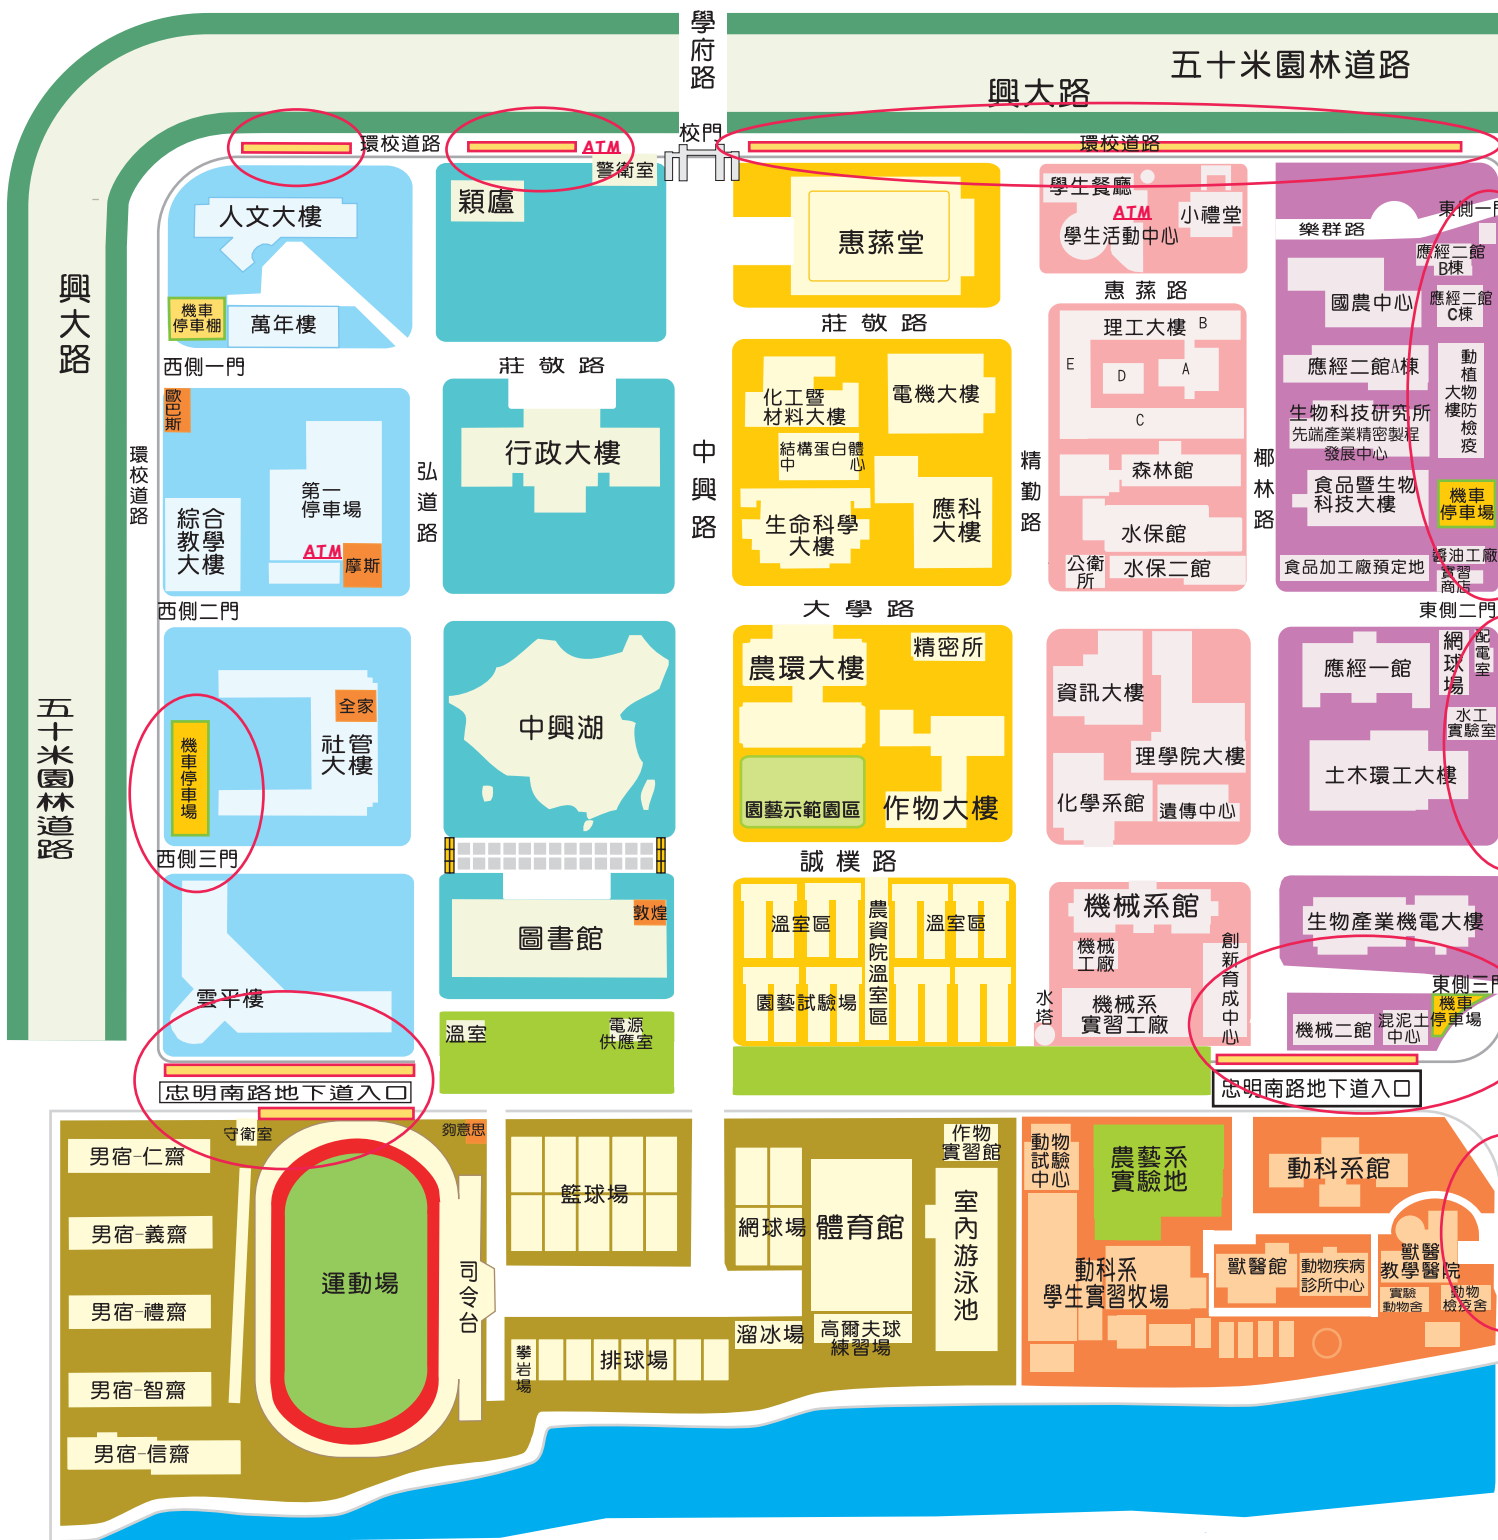 學府路
五十米園林道路
興大路
校門
環校道路
環校道路
ATM
警衛室
人文大樓
穎廬
惠蓀堂
學生餐廳
ATM
小禮堂
學生活動中心
東側一門
樂群路
應經二館
B棟
國農中心
應經二館
C棟
機車
停車棚
萬年樓
興大路
莊敬路
惠蓀路
理工大樓
A
B
C
D
E
西側一門
莊敬路
歐巴斯
化工暨
材料大樓
電機大樓
應經二館A棟
動植物防檢疫
大樓
生物科技研究所
先端產業精密製程
發展中心
環校道路
第一
停車場
弘道路
行政大樓
中興路
結構蛋白體
中心
精勤路
森林館
椰林路
食品暨生物
科技大樓
機車
停車場
綜合
教學
大樓
ATM
摩斯
生命科學
大樓
應科
大樓
水保館
公衛
所
水保二館
食品加工廠預定地
醬油工廠
實習
商店
西側二門
大學路
東側二門
全家
社管
大樓
機車停車場
中興湖
農環大樓
精密所
資訊大樓
理學院大樓
應經一館
網球場
配電室
水工
實驗室
五十米園林道路
園藝示範園區
作物大樓
化學系館
遺傳中心
土木環工大樓
西側三門
誠樸路
雲平樓
圖書館
敦煌
溫室區
農資院溫室區
溫室區
園藝試驗場
機械系館
機械
工廠
創新育成中心
生物產業機電大樓
東側三門
水塔
機械系
實習工廠
機械二館
混泥土
中心
機車
停車場
溫室
電源
供應室
忠明南路地下道入口
忠明南路地下道入口
守衛室
夠意思
男宿-仁齋
男宿-義齋
男宿-禮齋
男宿-智齋
男宿-信齋
運動場
司令台
籃球場
網球場
體育館
作物
實習館
室內游泳池
攀岩場
排球場
溜冰場
高爾夫球
練習場
動物
試驗
中心
農藝系
實驗地
動科系館
動科系
學生實習牧場
獸醫館
動物疾病
診所中心
獸醫
教學醫院
實驗
動物舍
動物
檢疫舍